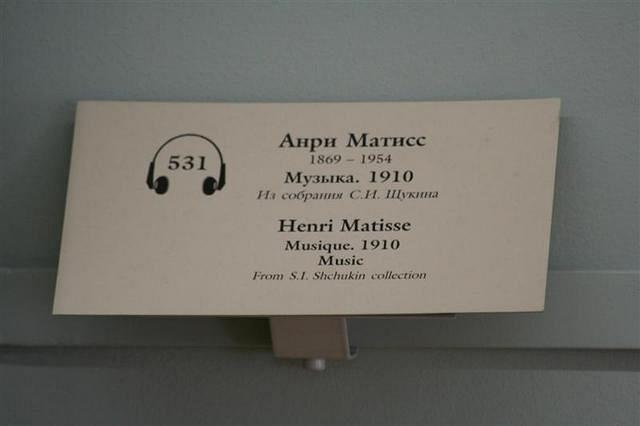 531
Анри Матисс
1869 – 1954
Музыка. 1910
Из собрания С.И. Щукина
Henri Matisse
Musique. 1910
Music
From S.I. Shchukin collection